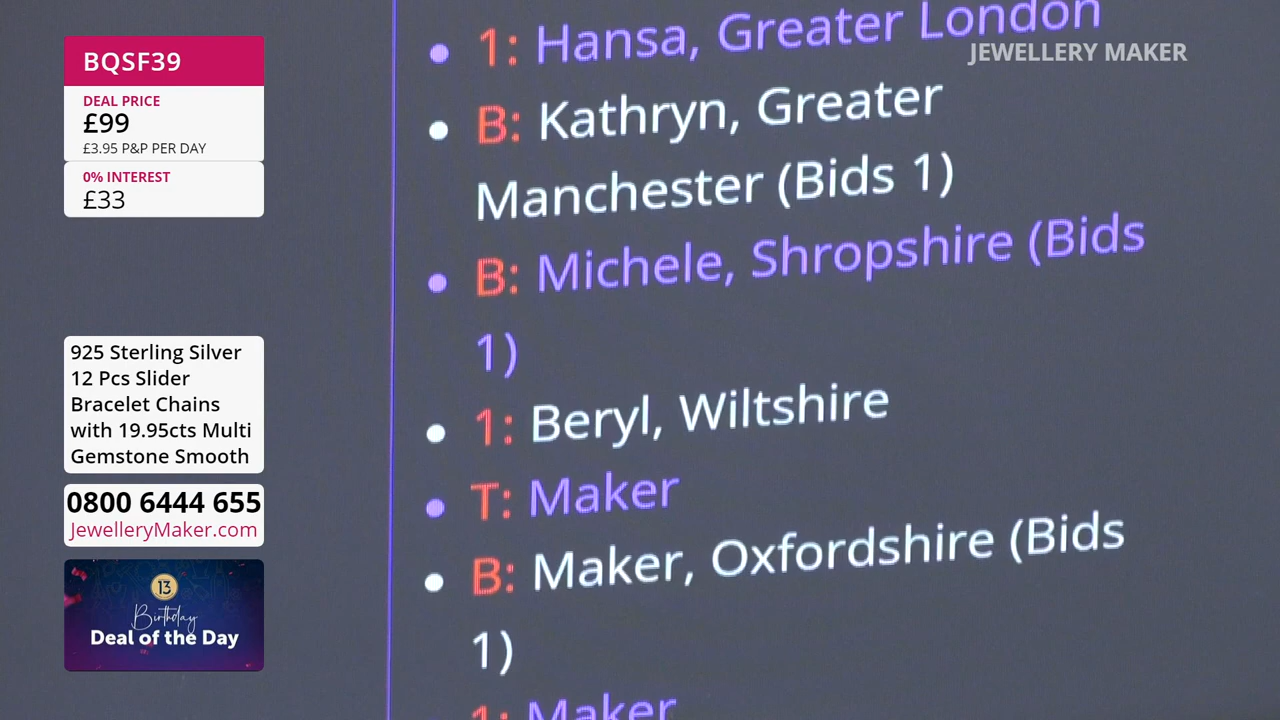 BQSF39
DEAL PRICE
£99
£3.95 P&P PER DAY
0% INTEREST
£33
925 Sterling Silver
12 Pcs Slider
Bracelet Chains
with 19.95cts Multi
Gemstone Smooth
0800 6444 655
JewelleryMaker.com
13
Birthday
Deal of the Day
JEWELLERY MAKER
1: Hansa, Greater London
B: Kathryn, Greater
Manchester (Bids 1)
B: Michele, Shropshire (Bids
1)
1: Beryl, Wiltshire
T: Maker
B: Maker, Oxfordshire (Bids
1)
1: Maker